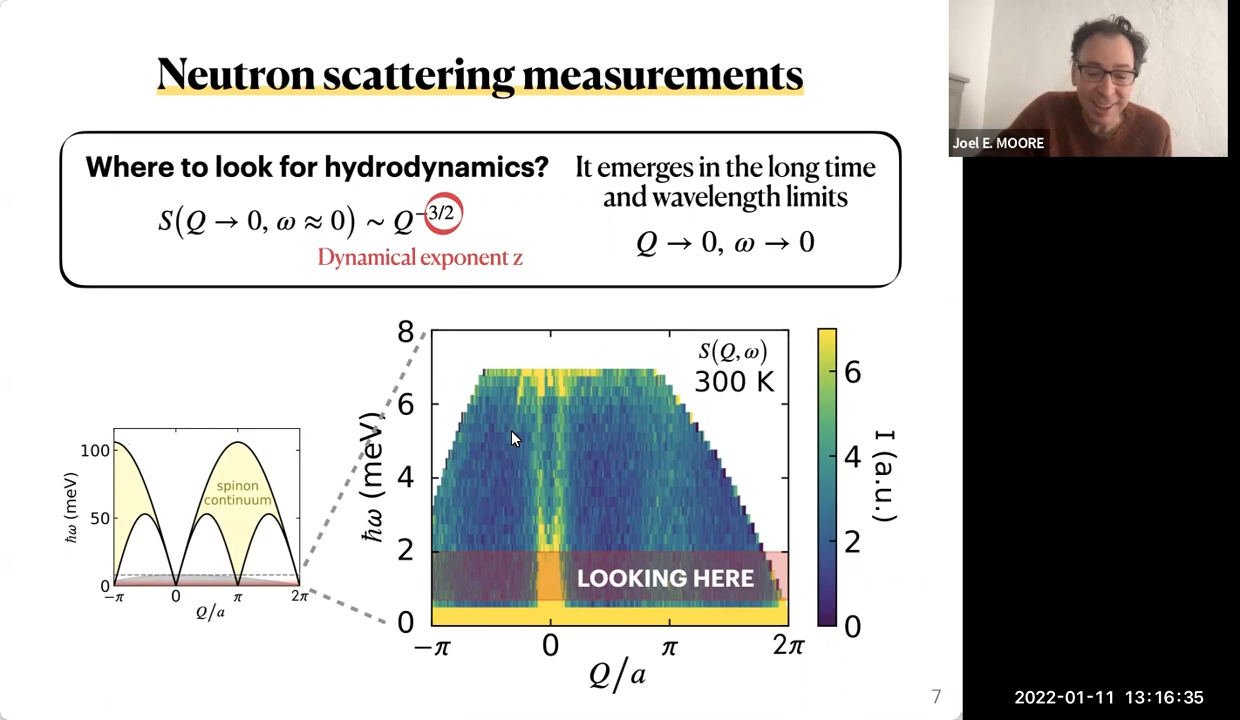 Neutron scattering measurements
Where to look for hydrodynamics?
S(Q → 0, ω ≈ 0) ~ Q^{−3/2}
Dynamical exponent z
It emerges in the long time
and wavelength limits
Q → 0, ω → 0
100
50
0
ħω (meV)
spinon
continuum
−π 0 π 2π
Q/a
8
6
4
2
0
ħω (meV)
S(Q, ω)
300 K
LOOKING HERE
−π 0 π 2π
Q/a
6
4
2
0
I (a.u.)
7
Joel E. MOORE
2022-01-11 13:16:35